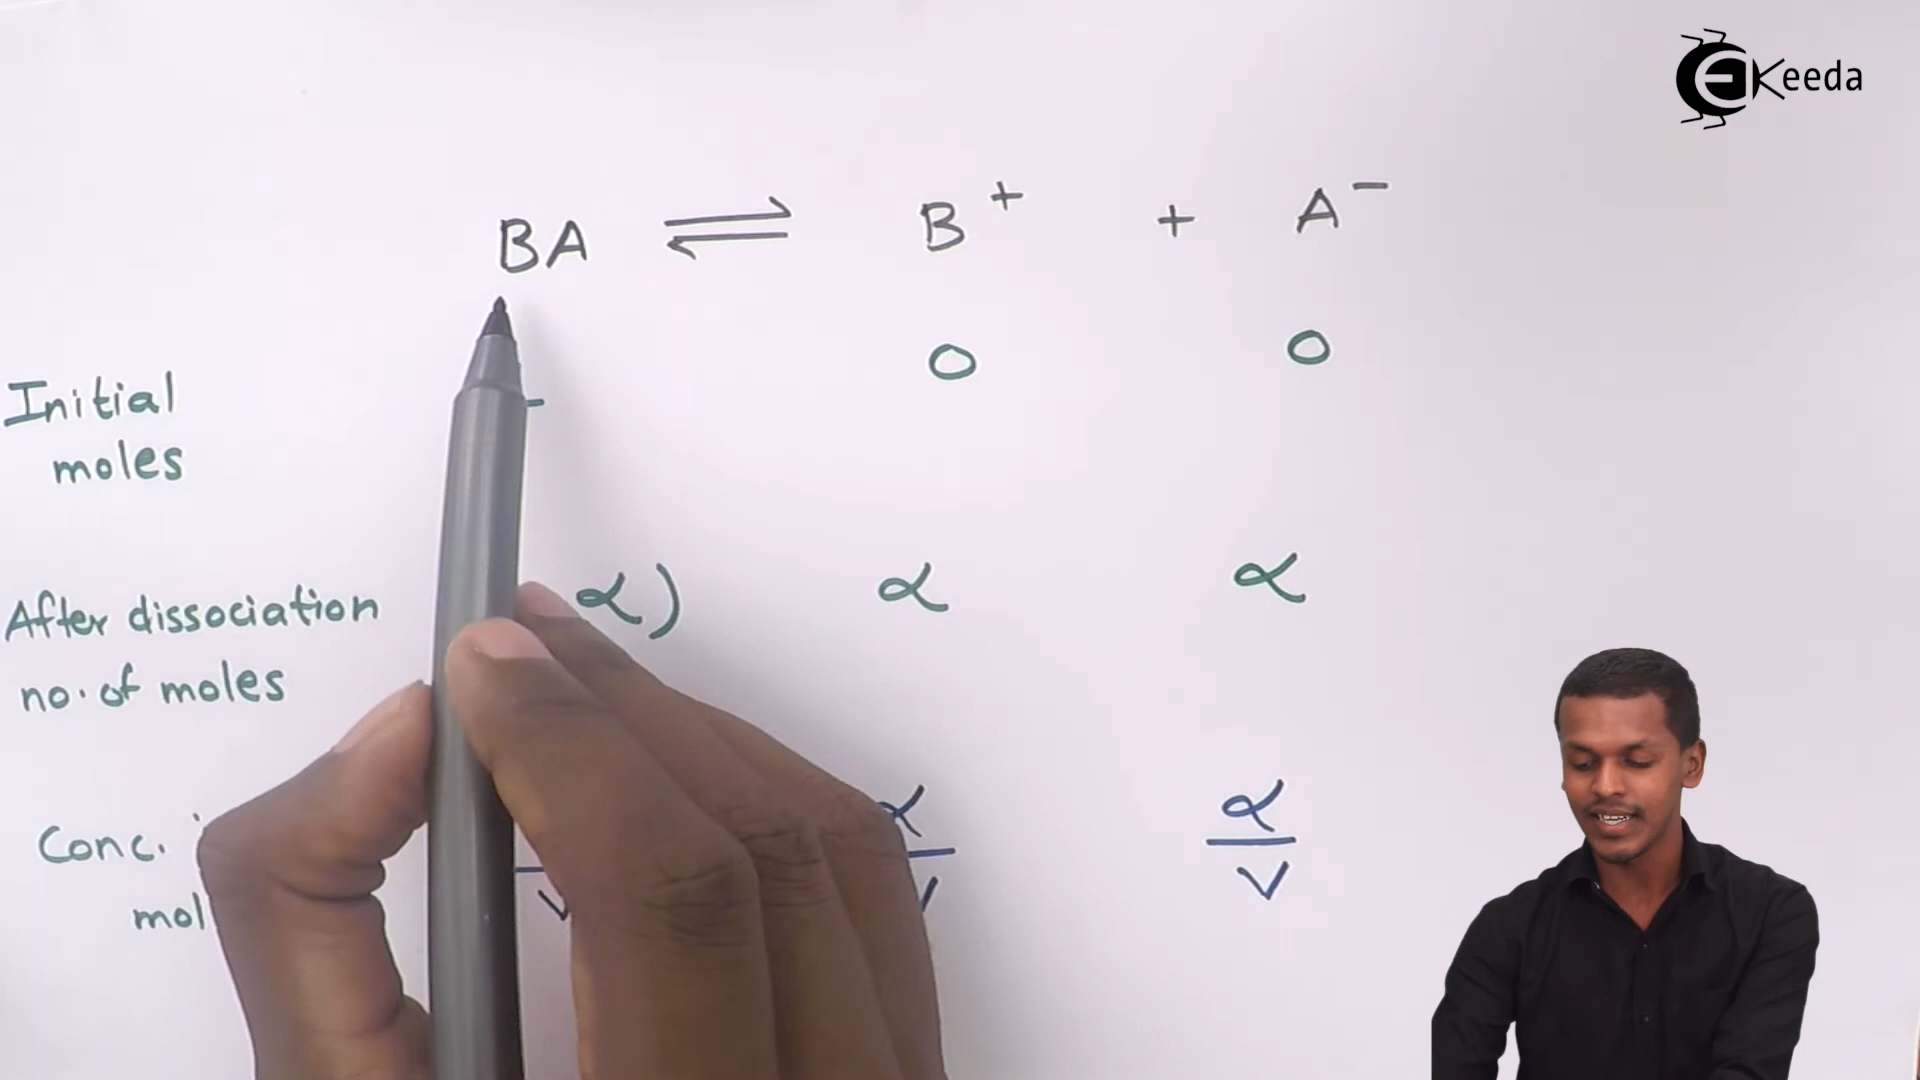 Keeda
BA ⇌ B⁺ + A⁻
Initial 0 0
moles
After dissociation α) α α
no. of moles
Conc. α/V α/V
mol